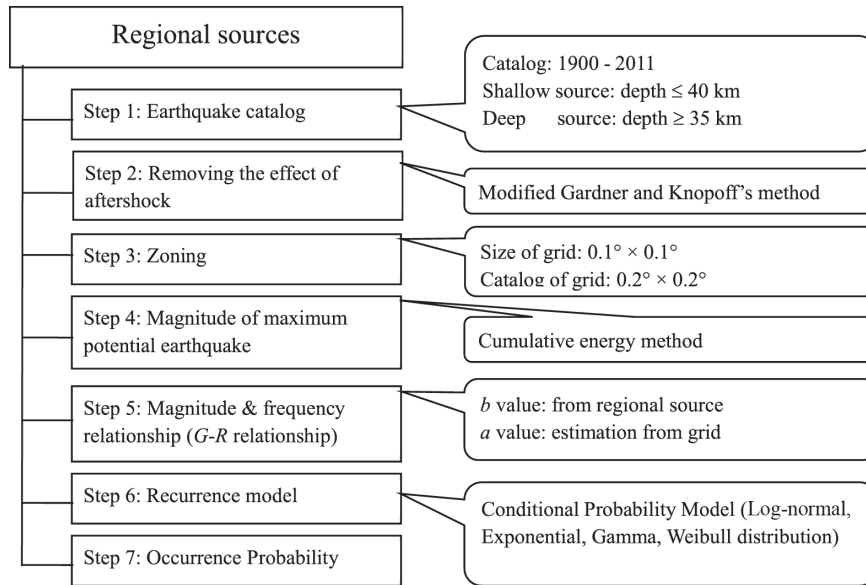 Regional sources
Catalog: 1900 - 2011
Shallow source: depth ≤ 40 km
Deep source: depth ≥ 35 km
Step 1: Earthquake catalog
Step 2: Removing the effect of
aftershock
Modified Gardner and Knopoff’s method
Step 3: Zoning
Size of grid: 0.1° × 0.1°
Catalog of grid: 0.2° × 0.2°
Step 4: Magnitude of maximum
potential earthquake
Cumulative energy method
Step 5: Magnitude & frequency
relationship (G-R relationship)
b value: from regional source
a value: estimation from grid
Step 6: Recurrence model
Conditional Probability Model (Log-normal,
Exponential, Gamma, Weibull distribution)
Step 7: Occurrence Probability